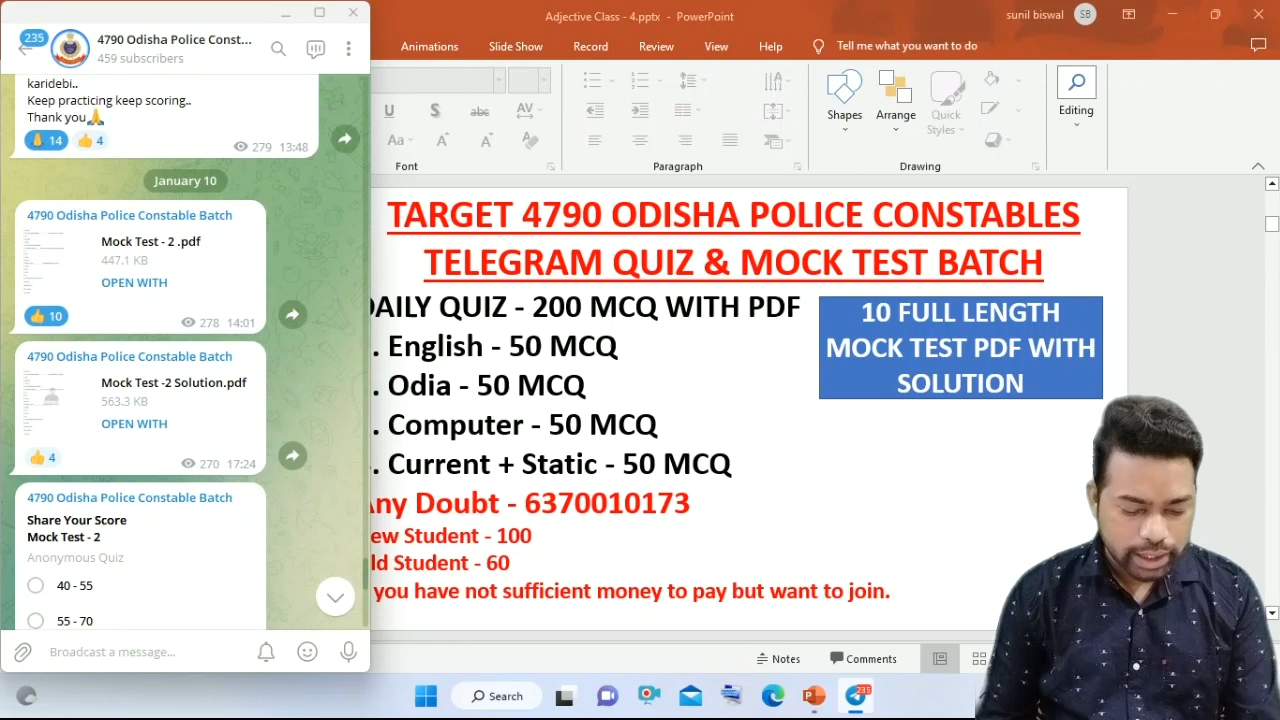 235
4790 Odisha Police Const...
459 subscribers
karidebi..
Keep practicing keep scoring..
Thank you🙏
🙏 14
👍 4
279 13:48
January 10
4790 Odisha Police Constable Batch
Mock Test - 2 .pdf
447.1 KB
OPEN WITH
👍 10
278 14:01
4790 Odisha Police Constable Batch
Mock Test -2 Solution.pdf
563.3 KB
OPEN WITH
👍 4
270 17:24
4790 Odisha Police Constable Batch
Share Your Score
Mock Test - 2
Anonymous Quiz
40 - 55
55 - 70
Broadcast a message...
Adjective Class - 4.pptx - PowerPoint
sunil biswal
SB
Animations
Slide Show
Record
Review
View
Help
Tell me what you want to do
U
S
abc
AV
Aa
A
A
Font
Paragraph
Shapes
Arrange
Quick
Styles
Drawing
Editing
TARGET 4790 ODISHA POLICE CONSTABLES
TELEGRAM QUIZ & MOCK TEST BATCH
DAILY QUIZ - 200 MCQ WITH PDF
. English - 50 MCQ
. Odia - 50 MCQ
. Computer - 50 MCQ
. Current + Static - 50 MCQ
Any Doubt - 6370010173
ew Student - 100
ld Student - 60
you have not sufficient money to pay but want to join.
10 FULL LENGTH
MOCK TEST PDF WITH
SOLUTION
Notes
Comments
Search
235